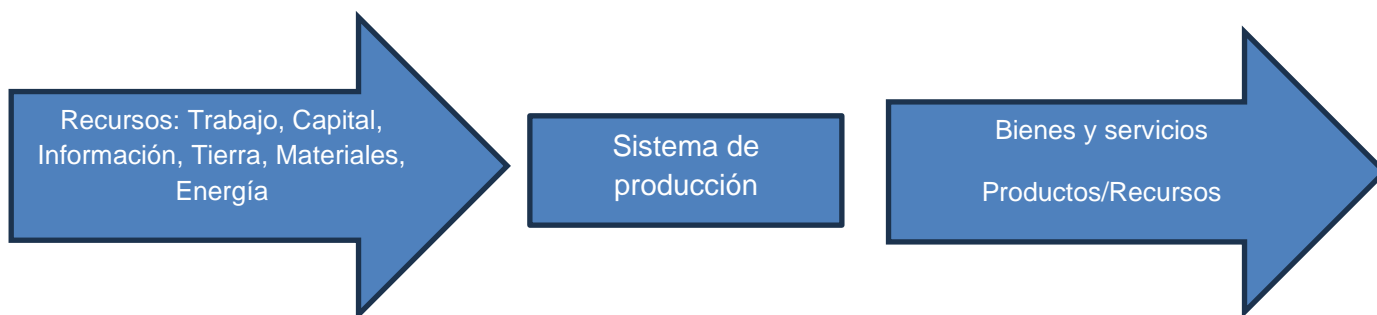 Recursos: Trabajo, Capital,
Información, Tierra, Materiales,
Energía
Sistema de
producción
Bienes y servicios
Productos/Recursos